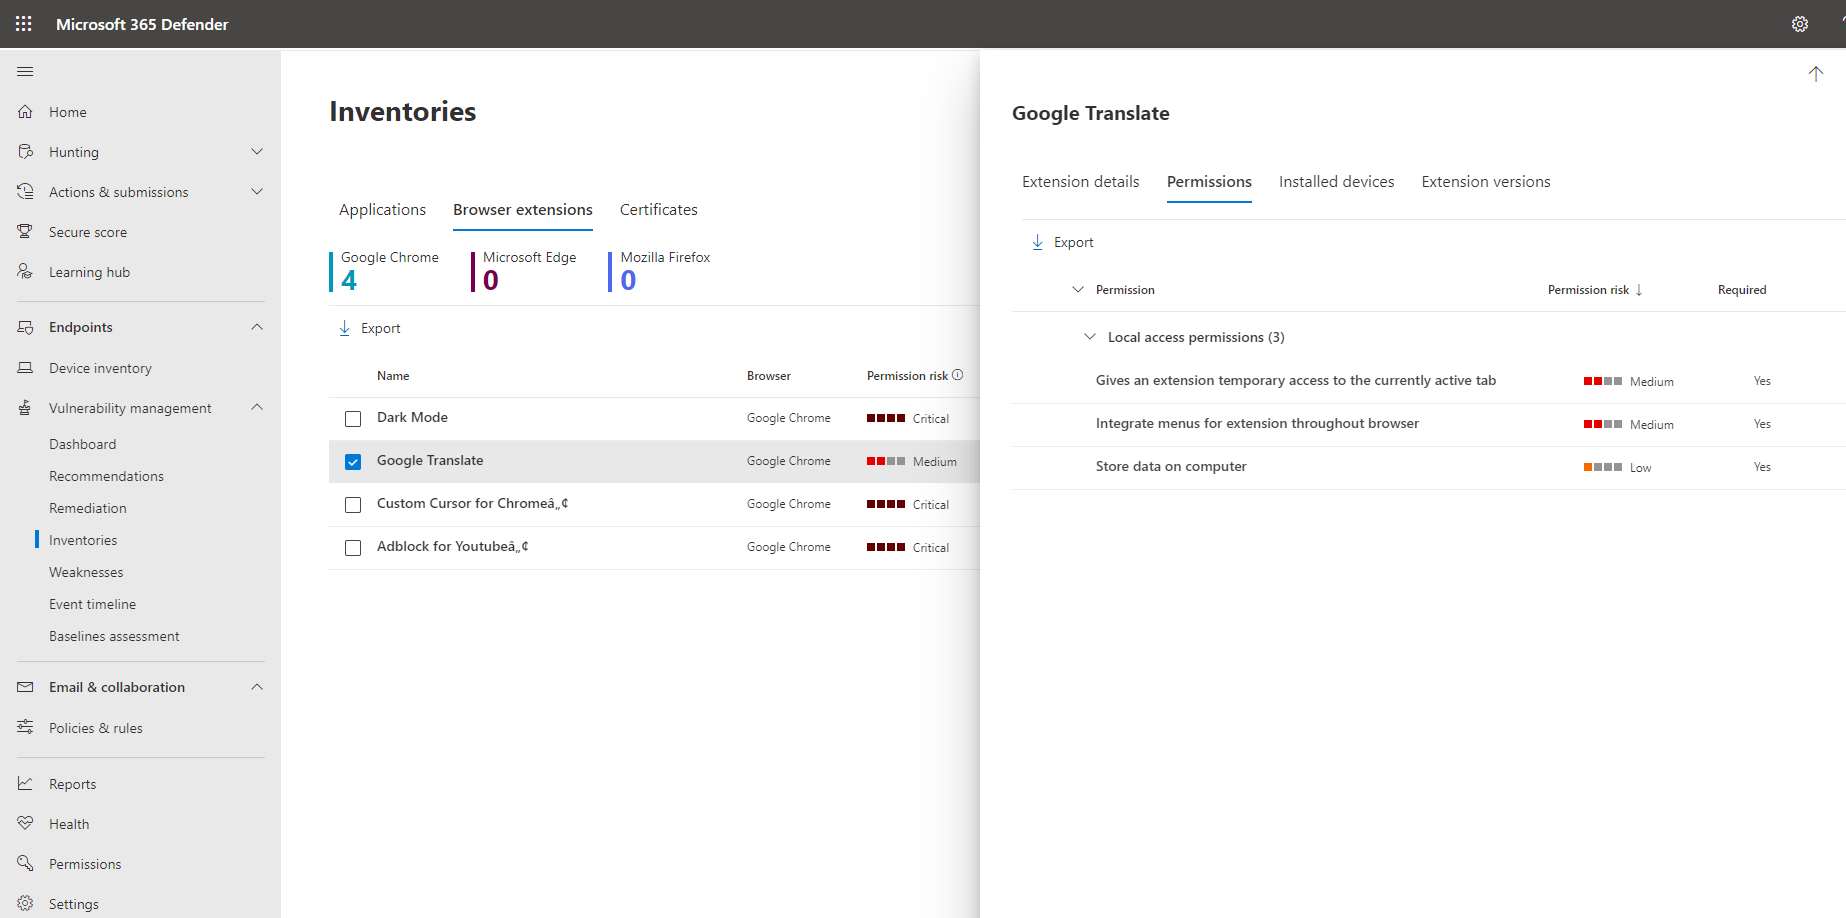 Microsoft 365 Defender
Home
Hunting
Actions & submissions
Secure score
Learning hub
Endpoints
Device inventory
Vulnerability management
Dashboard
Recommendations
Remediation
Inventories
Weaknesses
Event timeline
Baselines assessment
Email & collaboration
Policies & rules
Reports
Health
Permissions
Settings
Inventories
Applications Browser extensions Certificates
Google Chrome Microsoft Edge Mozilla Firefox
4 0 0
Export
Name Browser Permission risk
Dark Mode Google Chrome Critical
Google Translate Google Chrome Medium
Custom Cursor for Chromeâ„¢ Google Chrome Critical
Adblock for Youtubeâ„¢ Google Chrome Critical
Google Translate
Extension details Permissions Installed devices Extension versions
Export
Permission Permission risk ↓ Required
Local access permissions (3)
Gives an extension temporary access to the currently active tab Medium Yes
Integrate menus for extension throughout browser Medium Yes
Store data on computer Low Yes